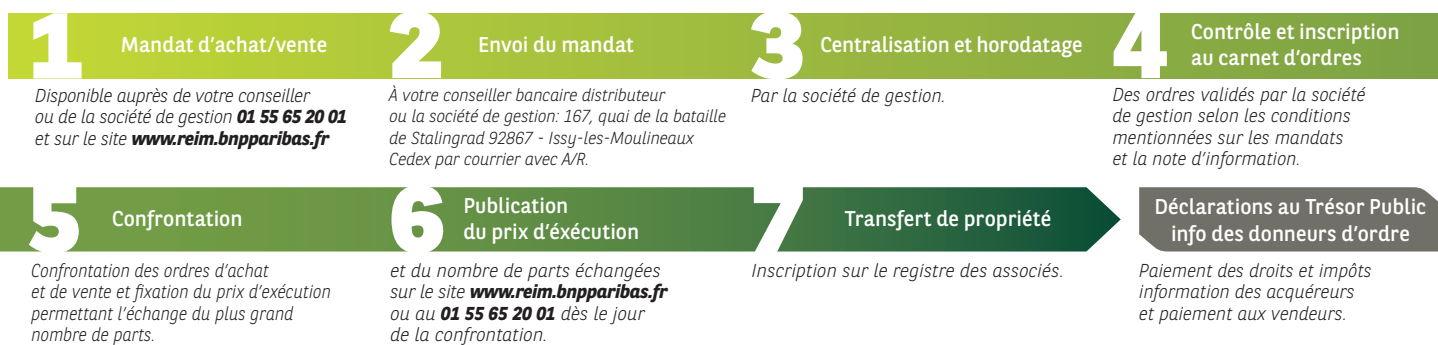 1 Mandat d'achat/vente
Disponible auprès de votre conseiller
ou de la société de gestion 01 55 65 20 01
et sur le site www.reim.bnpparibas.fr
2 Envoi du mandat
À votre conseiller bancaire distributeur
ou la société de gestion: 167, quai de la bataille
de Stalingrad 92867 - Issy-les-Moulineaux
Cedex par courrier avec A/R.
3 Centralisation et horodatage
Par la société de gestion.
4 Contrôle et inscription
au carnet d'ordres
Des ordres validés par la société
de gestion selon les conditions
mentionnées sur les mandats
et la note d'information.
5 Confrontation
Confrontation des ordres d'achat
et de vente et fixation du prix d'exécution
permettant l'échange du plus grand
nombre de parts.
6 Publication
du prix d'éxécution
et du nombre de parts échangées
sur le site www.reim.bnpparibas.fr
ou au 01 55 65 20 01 dès le jour
de la confrontation.
7 Transfert de propriété
Inscription sur le registre des associés.
Déclarations au Trésor Public
info des donneurs d'ordre
Paiement des droits et impôts
information des acquéreurs
et paiement aux vendeurs.